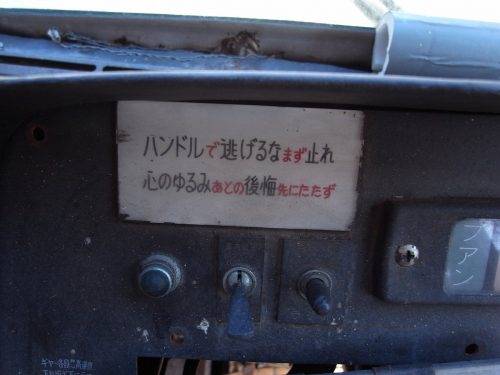 ハンドルで逃げるなまず止れ
心のゆるみあとの後悔先にたたず
ファン